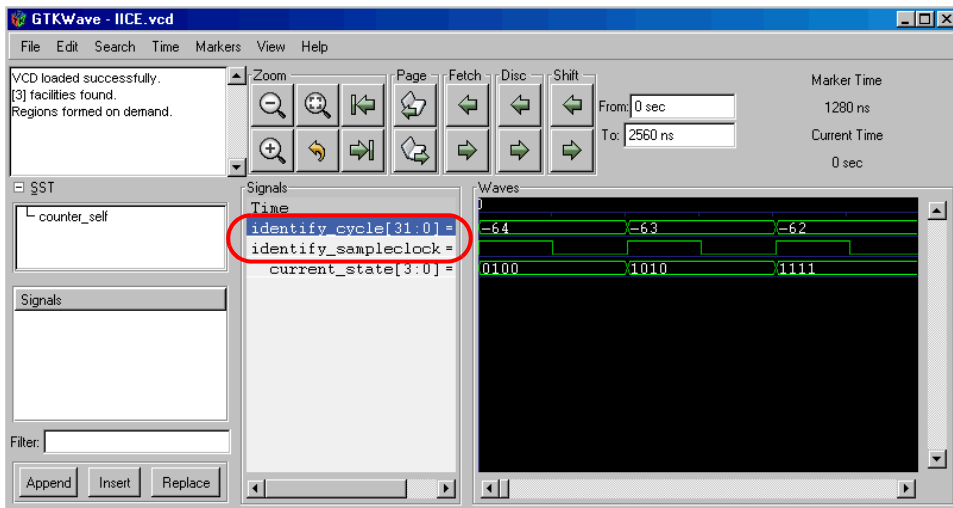 GTKWave - IICE.vcd
File Edit Search Time Markers View Help
VCD loaded successfully.
[3] facilities found.
Regions formed on demand.
Zoom
Page
Fetch
Disc
Shift
From: 0 sec
To: 2560 ns
Marker Time
1280 ns
Current Time
0 sec
SST
counter_self
Signals
Filter:
Append Insert Replace
Signals
Time
identify_cycle[31:0] =
identify_sampleclock =
current_state[3:0] =
Waves
0
-64 -63 -62
0100 1010 1111